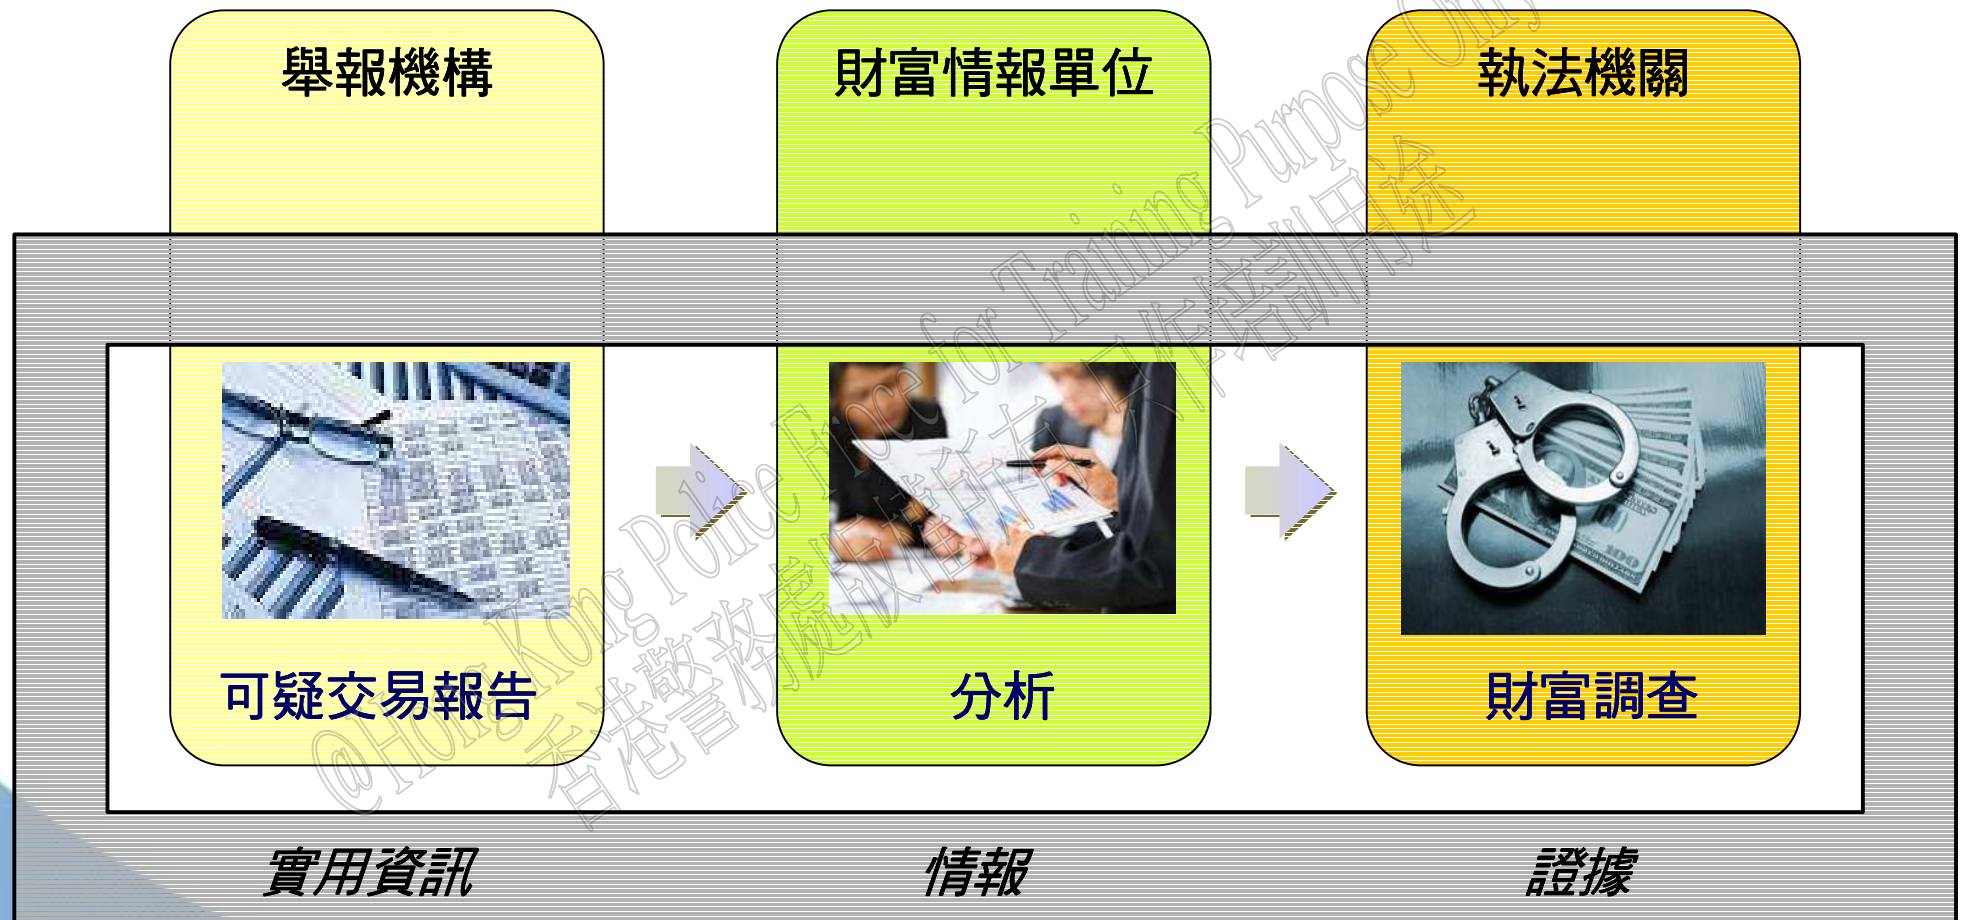 舉報機構
財富情報單位
執法機關
可疑交易報告
分析
財富調查
實用資訊
情報
證據
@Hong Kong Police Froce for Training Purpose Only
香港警務處版權所有 只作培訓用途